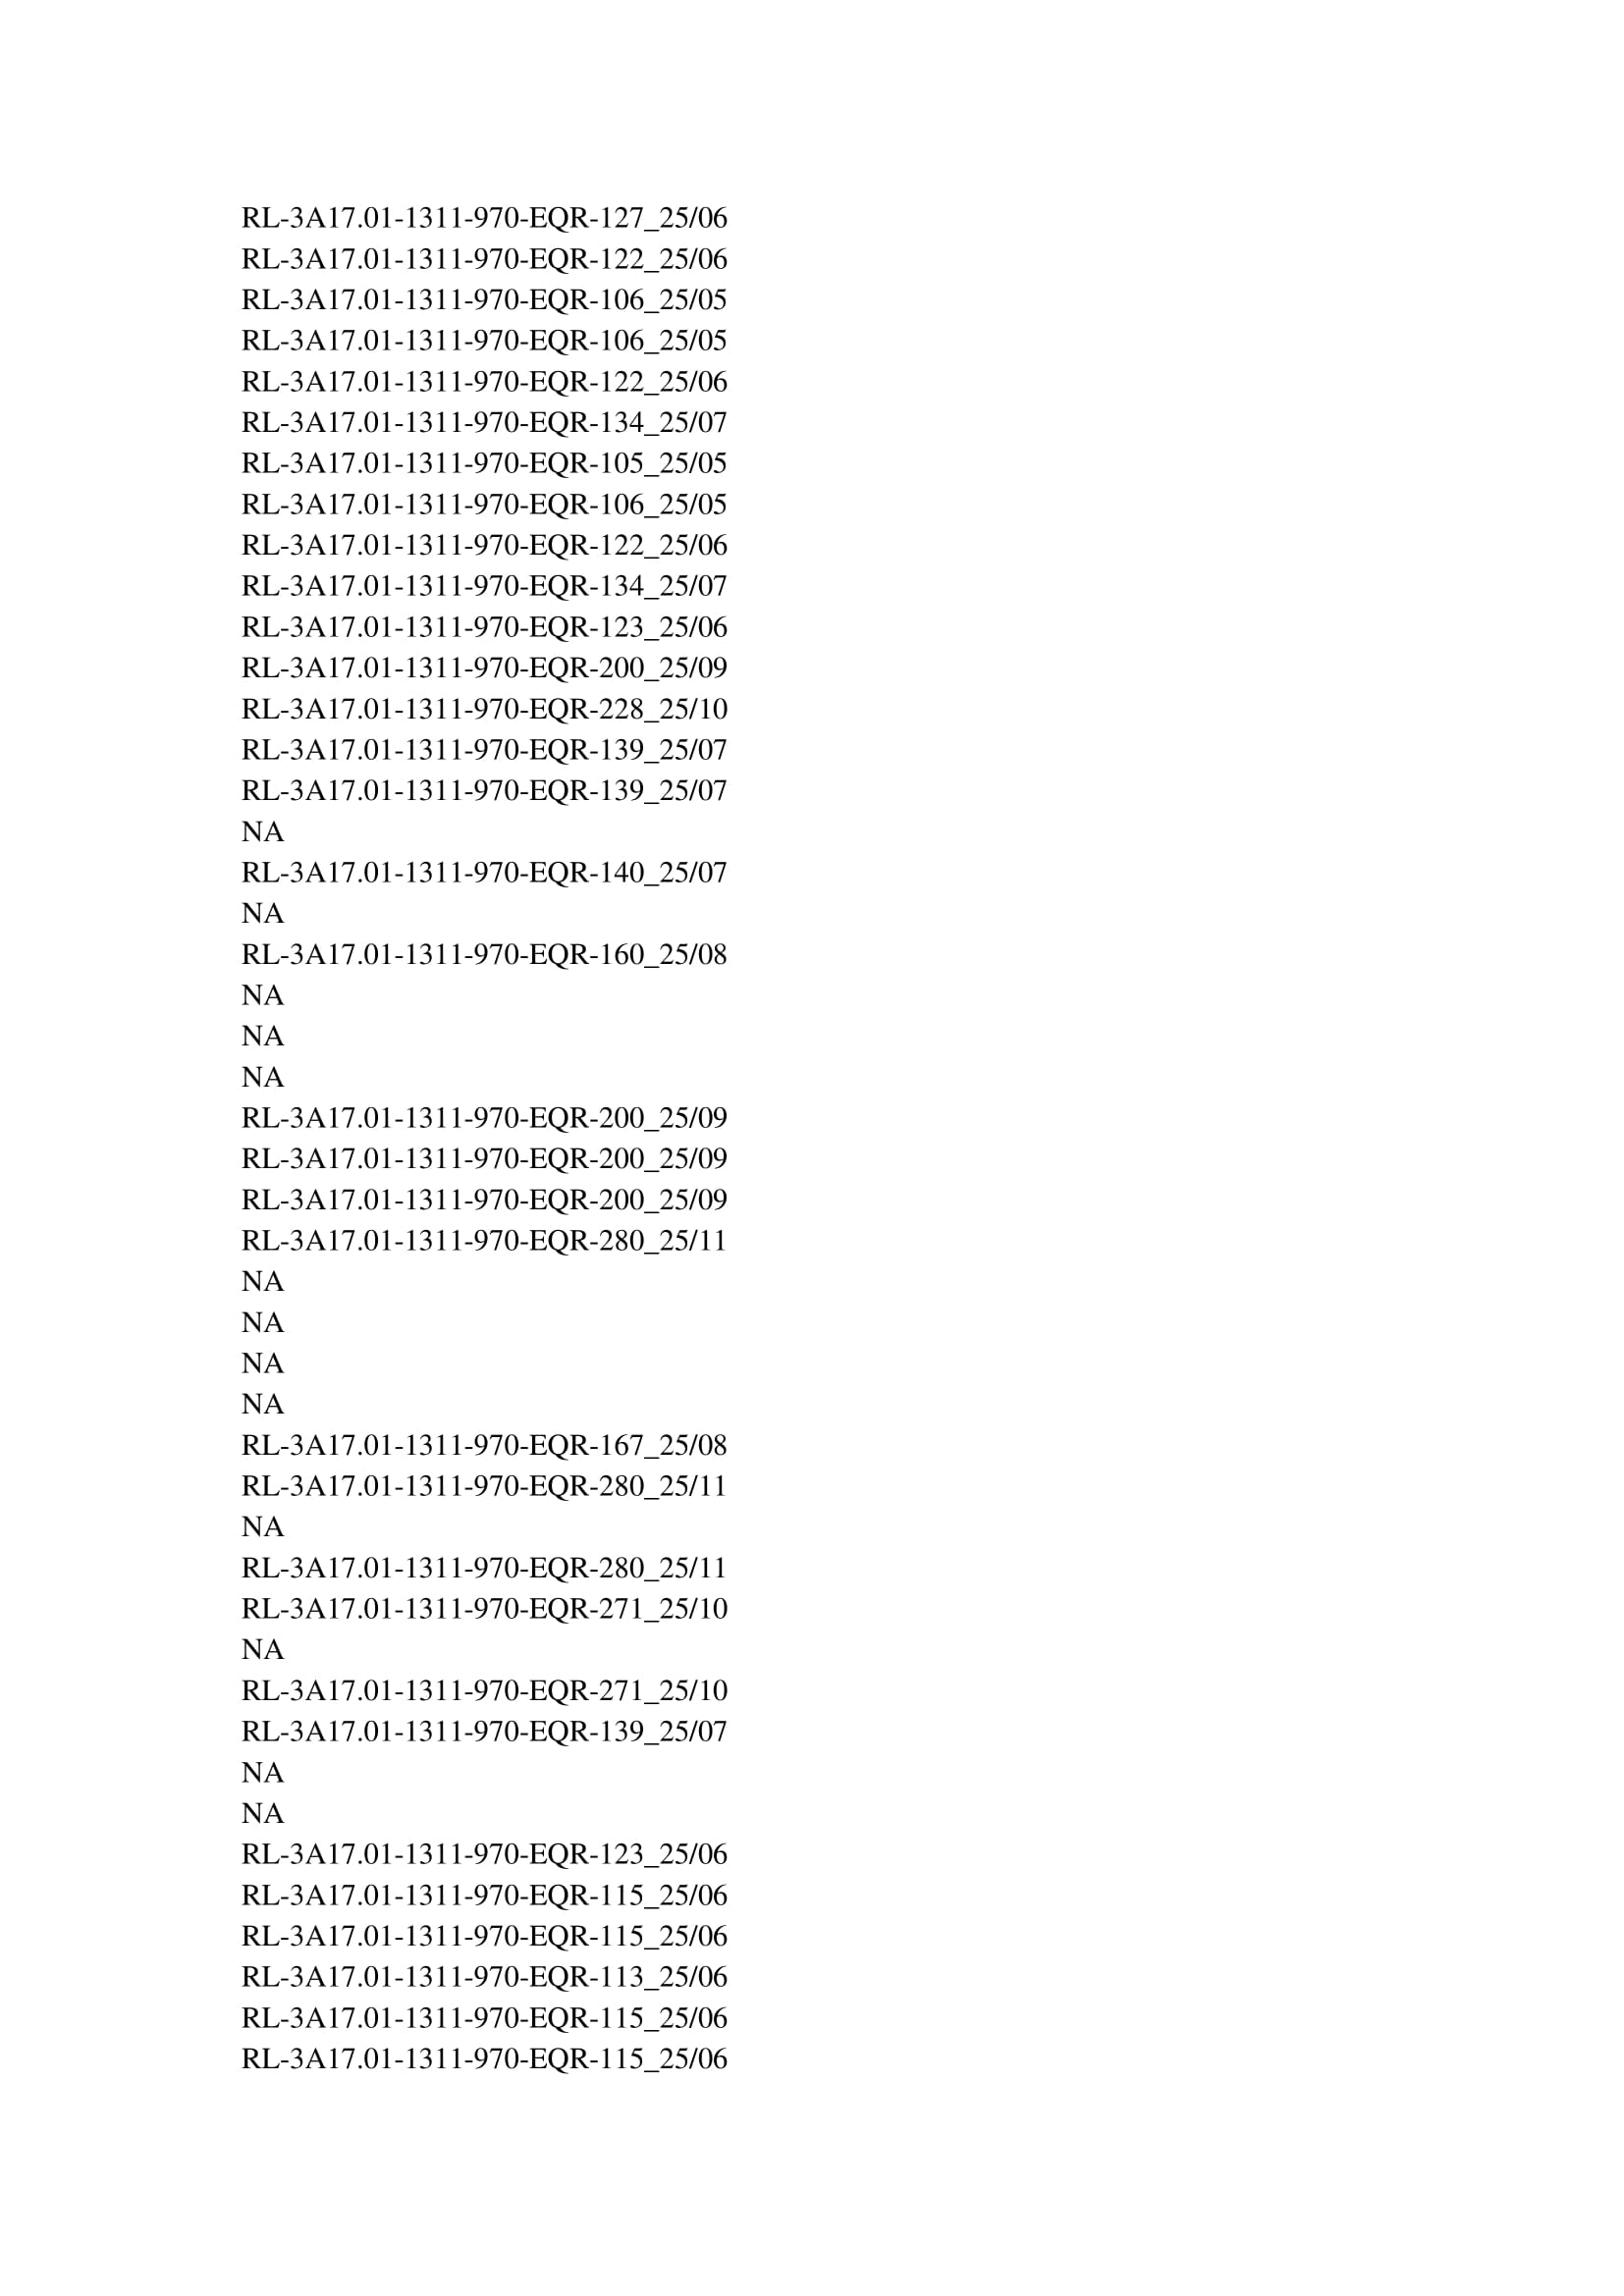 RL-3A17.01-1311-970-EQR-127_25/06
RL-3A17.01-1311-970-EQR-122_25/06
RL-3A17.01-1311-970-EQR-106_25/05
RL-3A17.01-1311-970-EQR-106_25/05
RL-3A17.01-1311-970-EQR-122_25/06
RL-3A17.01-1311-970-EQR-134_25/07
RL-3A17.01-1311-970-EQR-105_25/05
RL-3A17.01-1311-970-EQR-106_25/05
RL-3A17.01-1311-970-EQR-122_25/06
RL-3A17.01-1311-970-EQR-134_25/07
RL-3A17.01-1311-970-EQR-123_25/06
RL-3A17.01-1311-970-EQR-200_25/09
RL-3A17.01-1311-970-EQR-228_25/10
RL-3A17.01-1311-970-EQR-139_25/07
RL-3A17.01-1311-970-EQR-139_25/07
NA
RL-3A17.01-1311-970-EQR-140_25/07
NA
RL-3A17.01-1311-970-EQR-160_25/08
NA
NA
NA
RL-3A17.01-1311-970-EQR-200_25/09
RL-3A17.01-1311-970-EQR-200_25/09
RL-3A17.01-1311-970-EQR-200_25/09
RL-3A17.01-1311-970-EQR-280_25/11
NA
NA
NA
NA
RL-3A17.01-1311-970-EQR-167_25/08
RL-3A17.01-1311-970-EQR-280_25/11
NA
RL-3A17.01-1311-970-EQR-280_25/11
RL-3A17.01-1311-970-EQR-271_25/10
NA
RL-3A17.01-1311-970-EQR-271_25/10
RL-3A17.01-1311-970-EQR-139_25/07
NA
NA
RL-3A17.01-1311-970-EQR-123_25/06
RL-3A17.01-1311-970-EQR-115_25/06
RL-3A17.01-1311-970-EQR-115_25/06
RL-3A17.01-1311-970-EQR-113_25/06
RL-3A17.01-1311-970-EQR-115_25/06
RL-3A17.01-1311-970-EQR-115_25/06